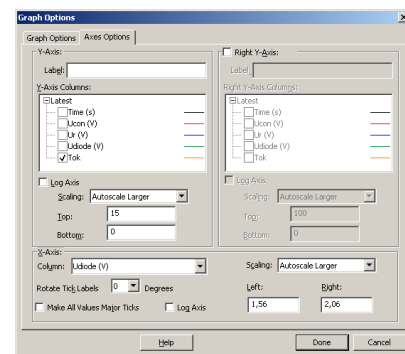 Graph Options
Graph Options Axes Options
Y-Axis:
Label:
Y-Axis Columns:
Latest
Time (s)
Ucon (V)
Ur (V)
Udiode (V)
Tok
Log Axis
Scaling: Autoscale Larger
Top: 15
Bottom: 0
Right Y-Axis:
Label:
Right Y-Axis Columns:
Latest
Time (s)
Ucon (V)
Ur (V)
Udiode (V)
Tok
Log Axis
Scaling: Autoscale Larger
Top: 100
Bottom: 0
X-Axis:
Column: Udiode (V)
Scaling: Autoscale Larger
Rotate Tick Labels 0 Degrees
Left: Right:
Make All Values Major Ticks Log Axis
1,56 2,06
Help Done Cancel